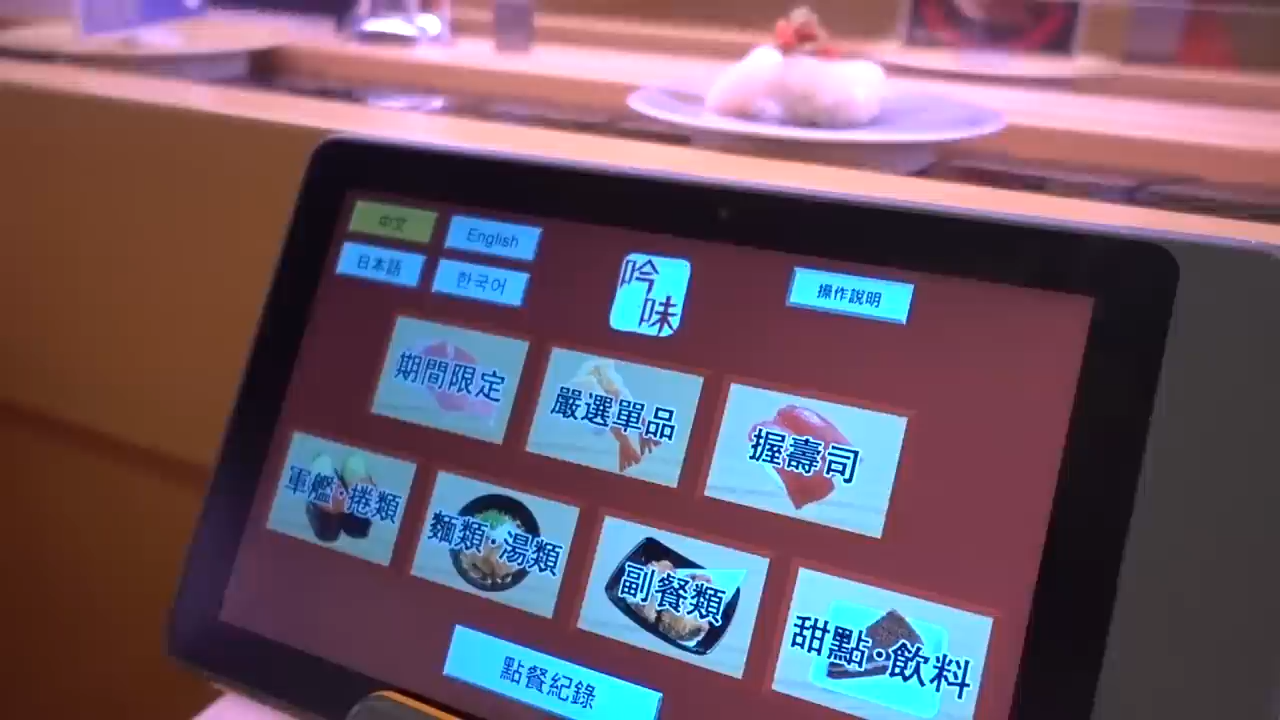 中文
English
日本語
한국어
吟
味
操作說明
期間限定
嚴選單品
握壽司
軍艦·捲類
麵類·湯類
副餐類
甜點·飲料
點餐紀錄